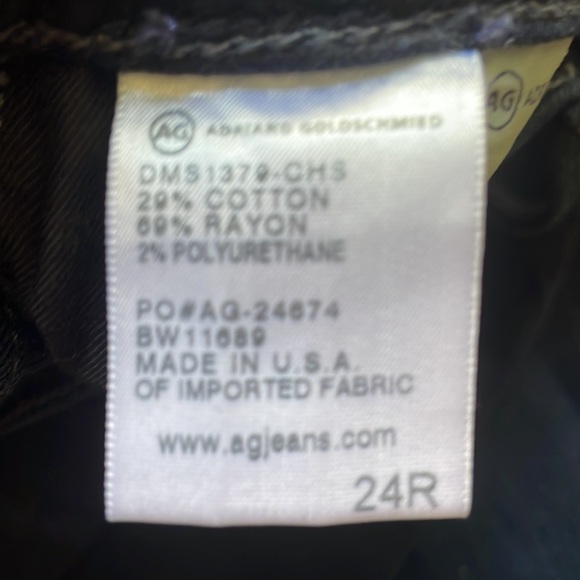 AG ADRIANO GOLDSCHMIED
DMS1379-CHS
29% COTTON
69% RAYON
2% POLYURETHANE
PO#AG-24674
BW11689
MADE IN U.S.A.
OF IMPORTED FABRIC
www.agjeans.com
24R
AG